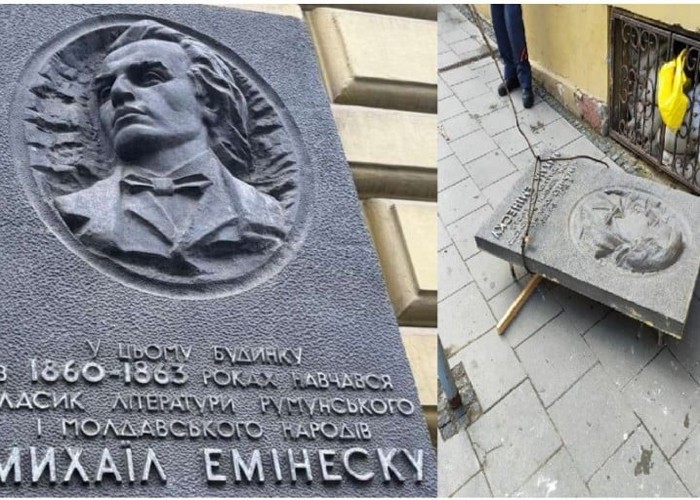 У ЦЬОМУ БУДИНКУ
В 1860–1863 РОКАХ НАВЧАВСЯ
КЛАСИК ЛІТЕРАТУРИ РУМУНСЬКОГО
І МОЛДАВСЬКОГО НАРОДІВ
МИХАЇЛ ЕМІНЕСКУ